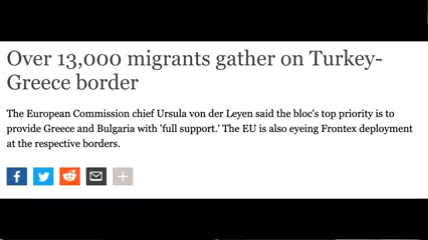 Over 13,000 migrants gather on Turkey-
Greece border
The European Commission chief Ursula von der Leyen said the bloc's top priority is to
provide Greece and Bulgaria with 'full support.' The EU is also eyeing Frontex deployment
at the respective borders.